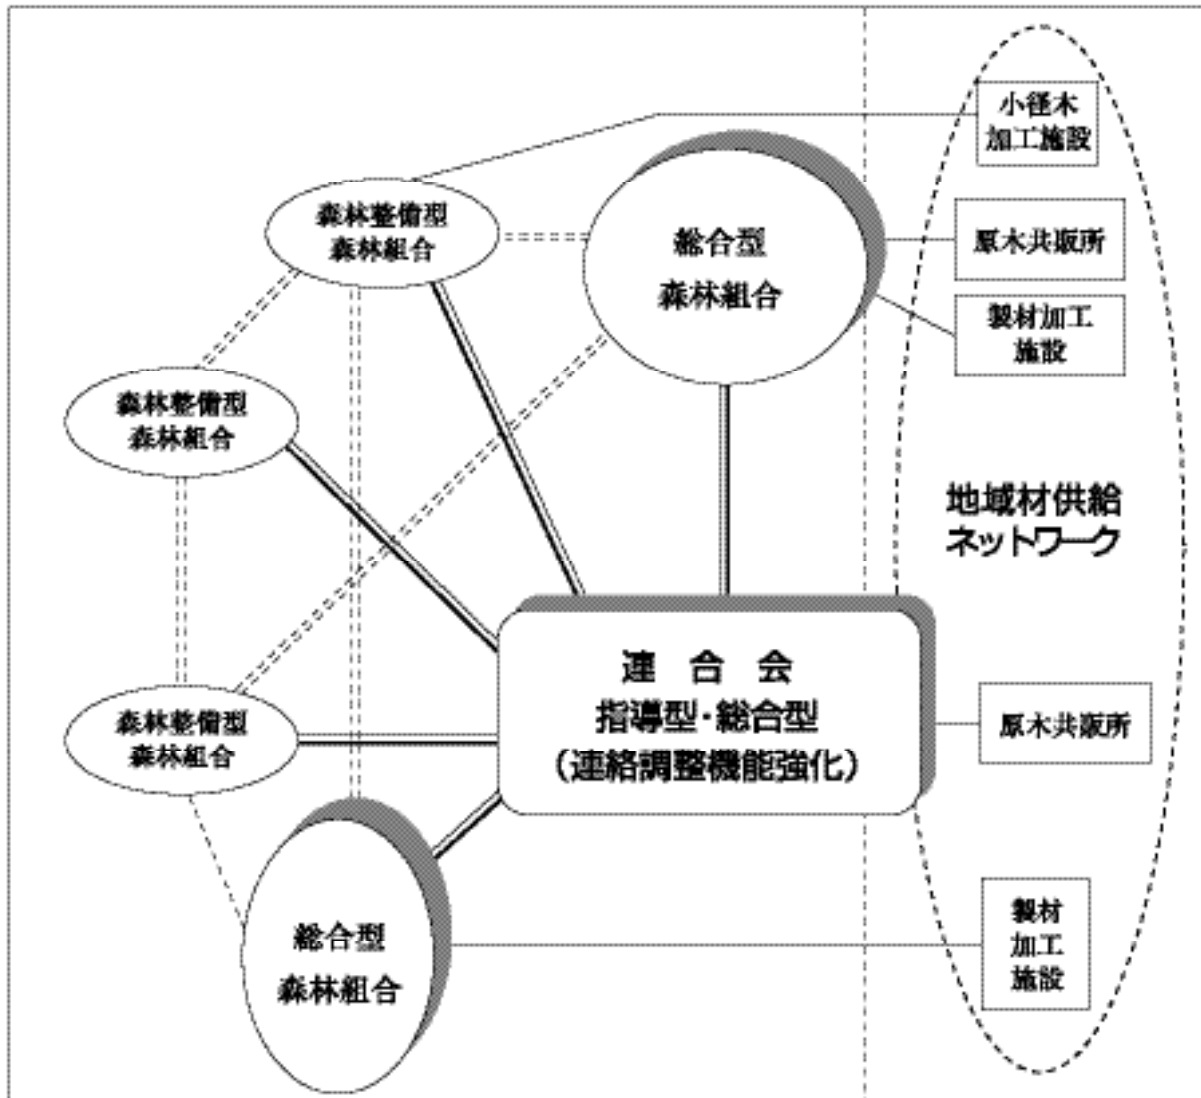 小径木
加工施設
森林整備型
森林組合
総合型
森林組合
原木共販所
製材加工
施設
森林整備型
森林組合
地域材供給
ネットワーク
連 合 会
指導型・総合型
（連絡調整機能強化）
森林整備型
森林組合
原木共販所
総合型
森林組合
製材
加工
施設